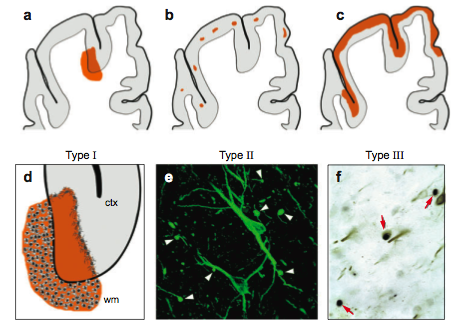 a b c
Type I Type II Type III
d e f
ctx
wm